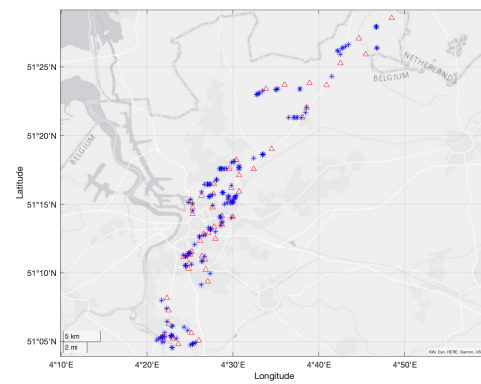 51°25'N
51°20'N
51°15'N
51°10'N
51°05'N
Latitude
BELGIUM
NETHERLANDS
BELGIUM
5 km
2 mi
IGN, Esri, HERE, Garmin, US
4°10'E 4°20'E 4°30'E 4°40'E 4°50'E
Longitude